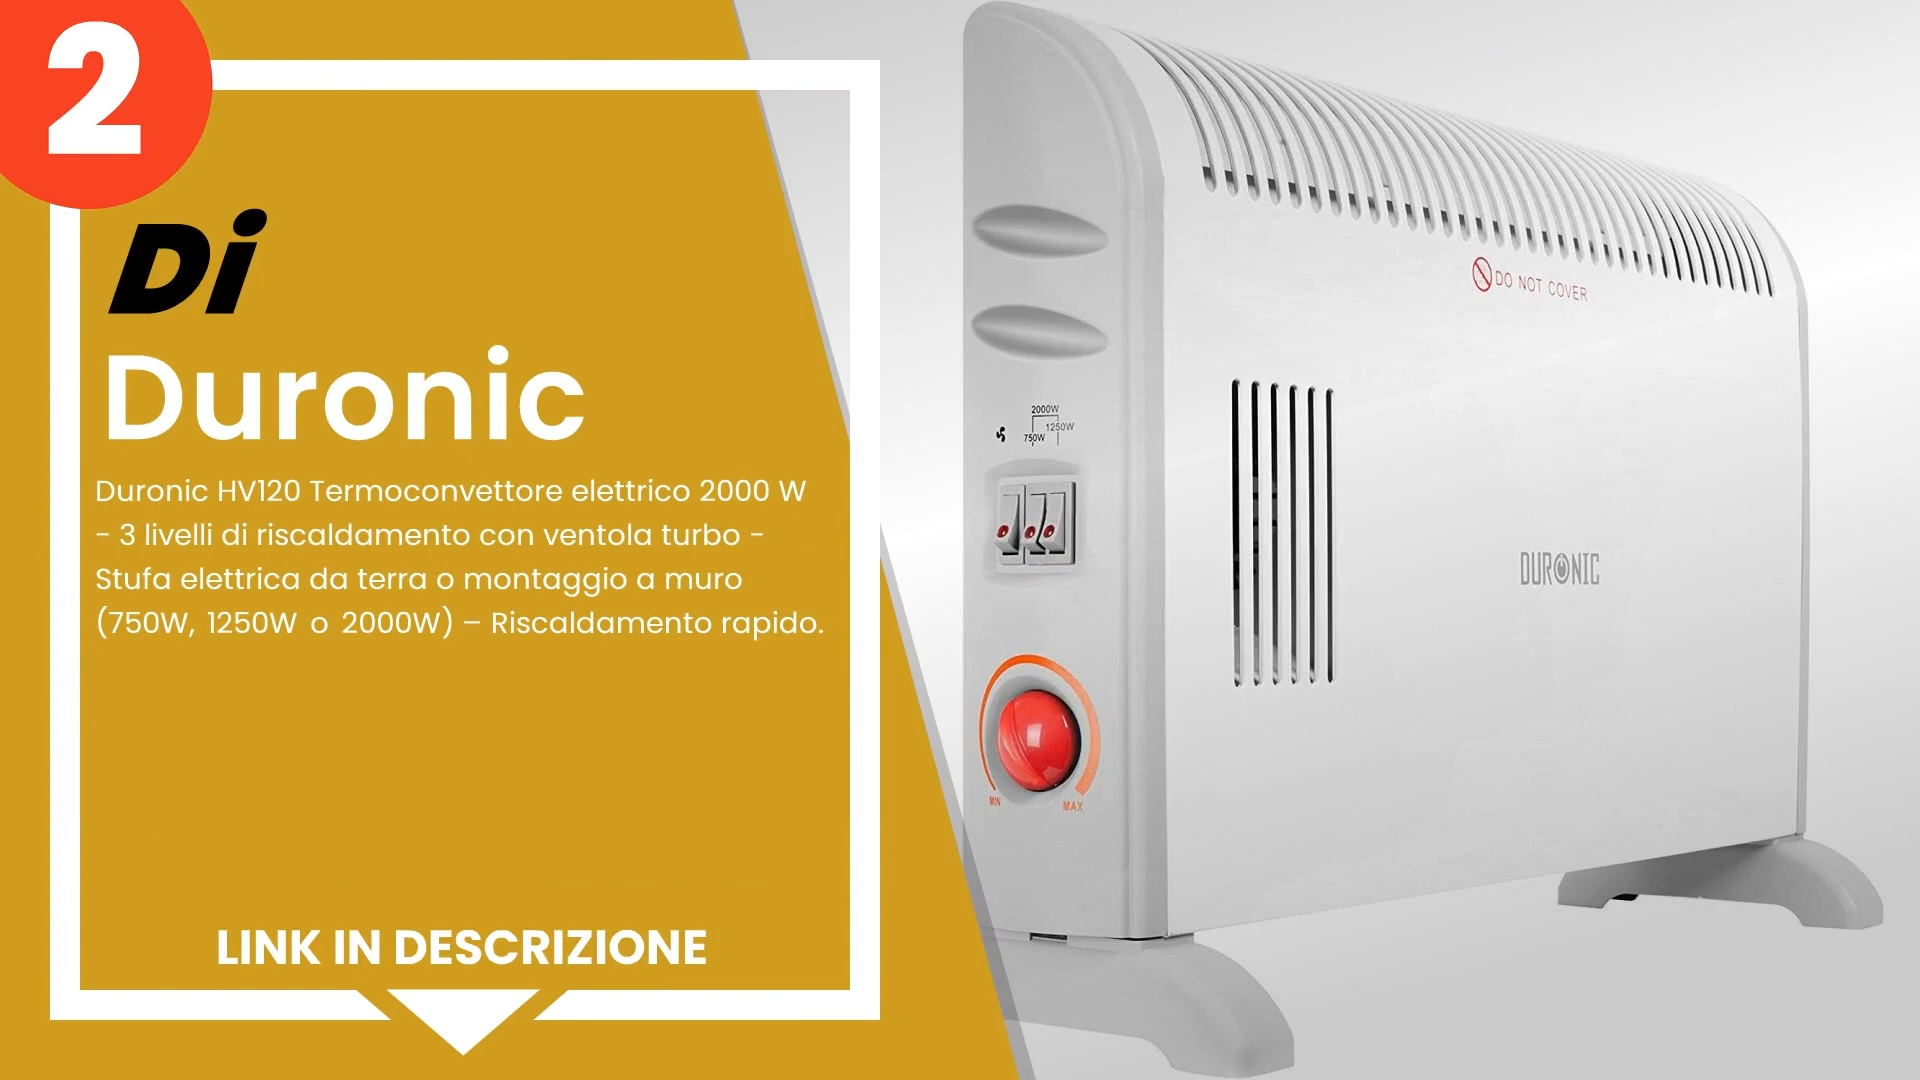 2
Di
Duronic
Duronic HV120 Termoconvettore elettrico 2000 W
- 3 livelli di riscaldamento con ventola turbo -
Stufa elettrica da terra o montaggio a muro
(750W, 1250W o 2000W) – Riscaldamento rapido.
LINK IN DESCRIZIONE
DO NOT COVER
2000W
1250W
750W
DURONIC
MIN
MAX